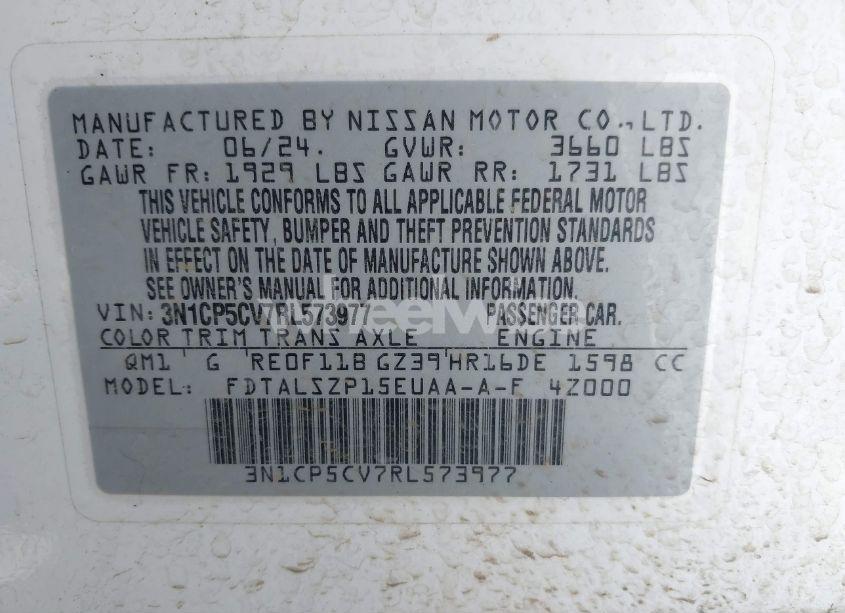 MANUFACTURED BY NISSAN MOTOR CO.,LTD.
DATE: 06/24. GVWR: 3660 LBS
GAWR FR: 1929 LBS GAWR RR: 1731 LBS
THIS VEHICLE CONFORMS TO ALL APPLICABLE FEDERAL MOTOR
VEHICLE SAFETY, BUMPER AND THEFT PREVENTION STANDARDS
IN EFFECT ON THE DATE OF MANUFACTURE SHOWN ABOVE.
SEE OWNER'S MANUAL FOR ADDITIONAL INFORMATION.
VIN: 3N1CP5CV7RL573977 PASSENGER CAR.
COLOR TRIM TRANS AXLE ENGINE
QM1 G RE0F11B GZ39 HR16DE 1598 CC
MODEL: FDTALSZP15EUAA-A-F 4Z000
3N1CP5CV7RL573977